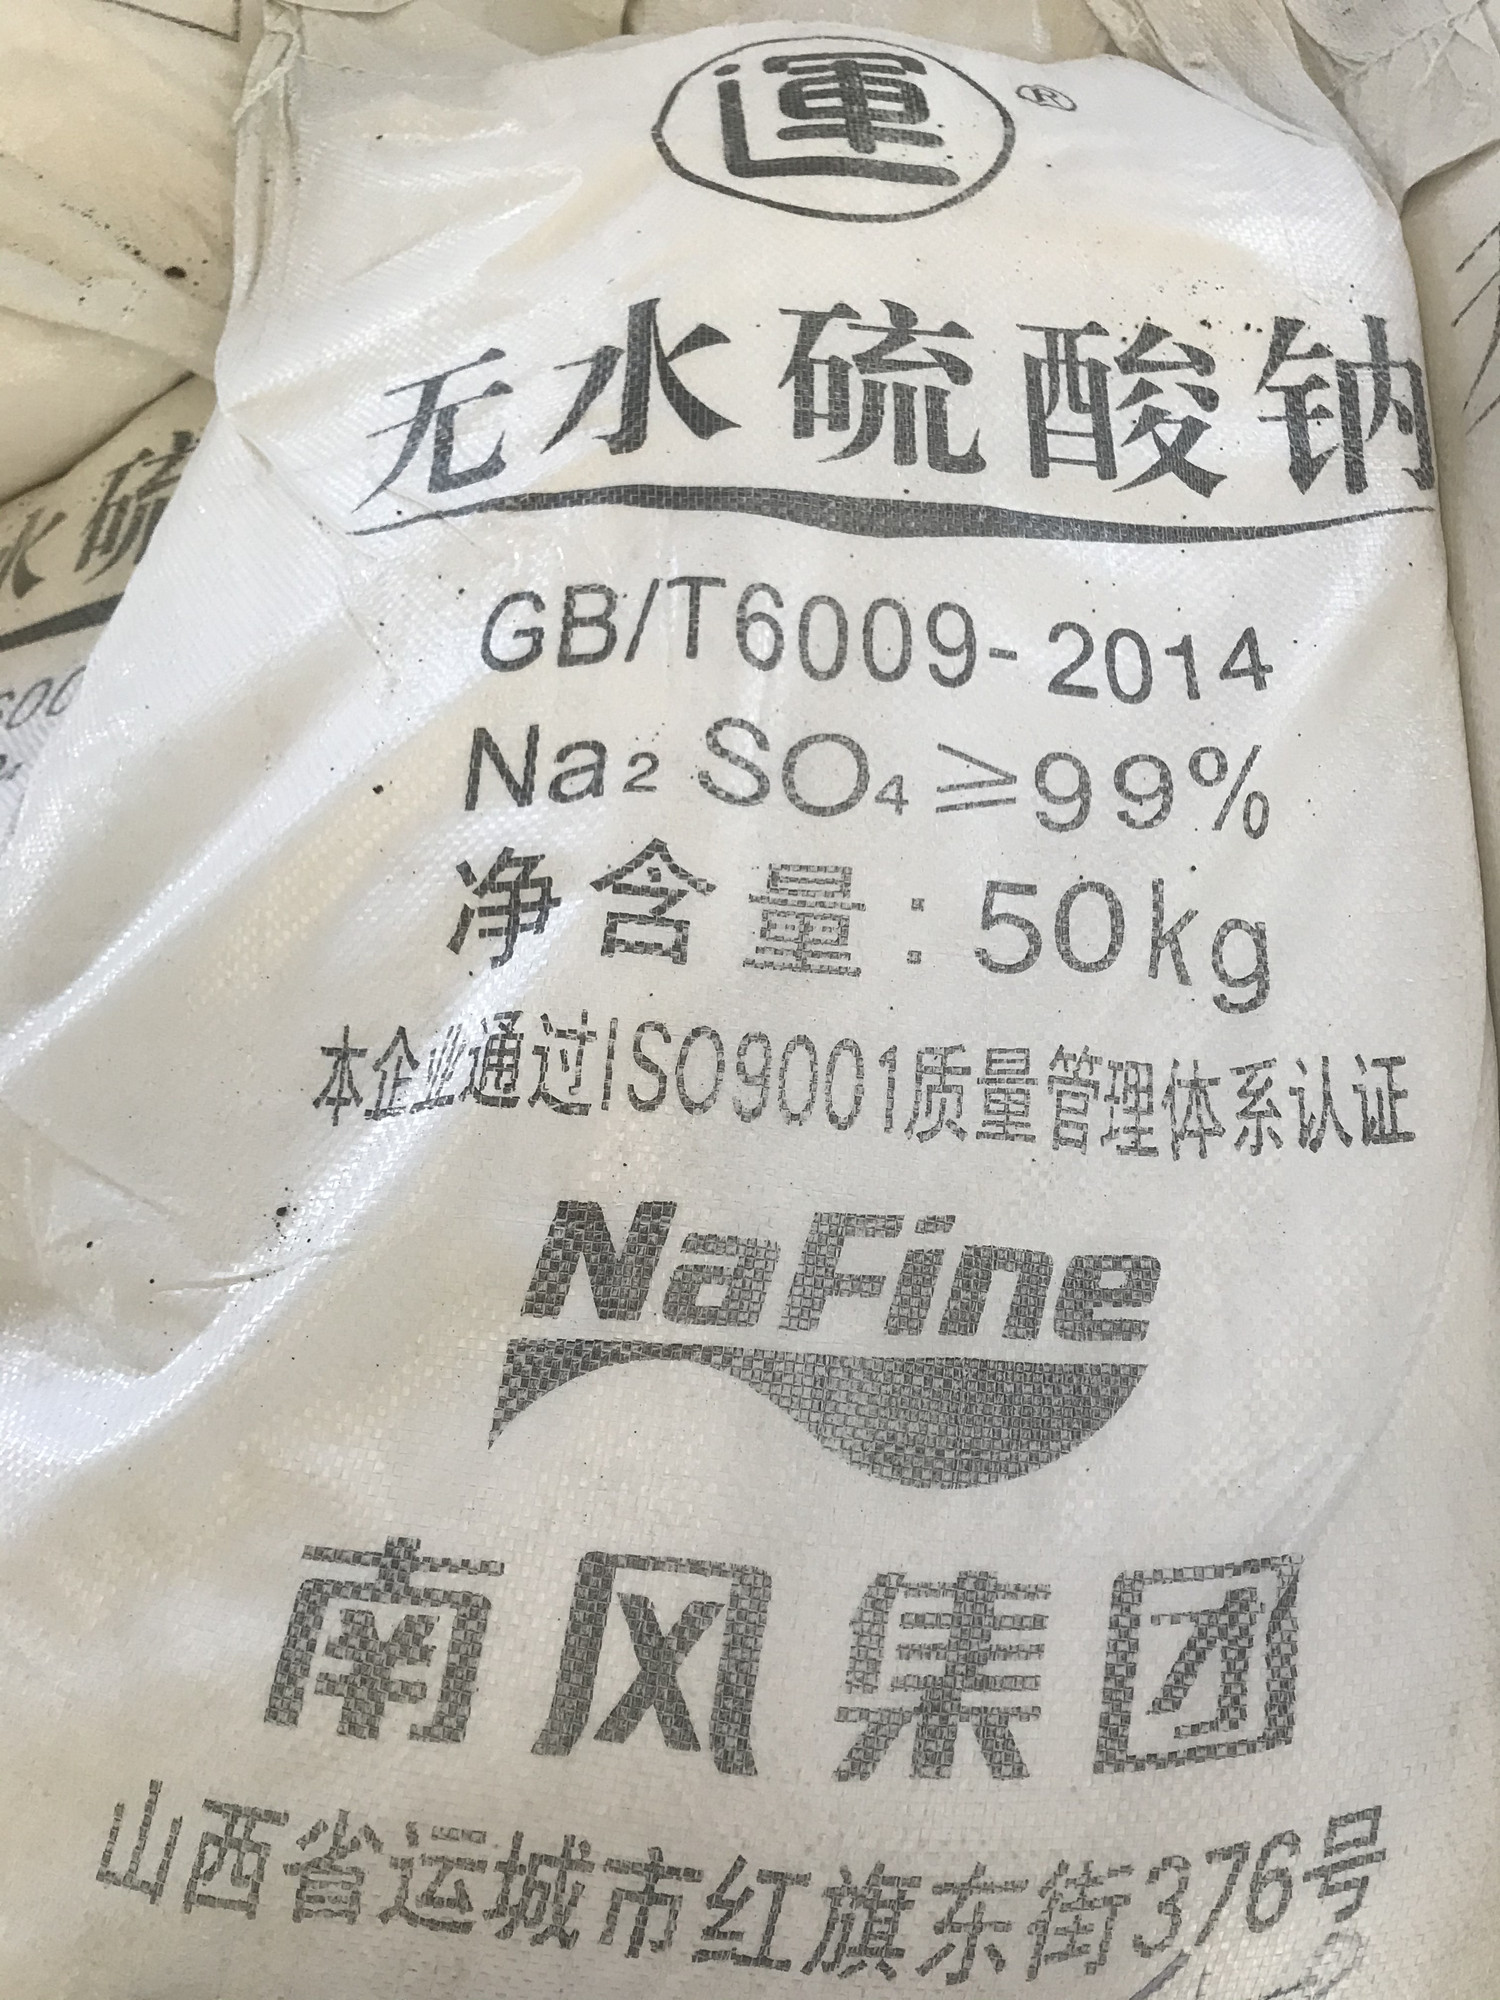 運 ®
无水硫酸钠
GB/T6009-2014
Na₂SO₄≧99%
净含量:50kg
本企业通过ISO9001质量管理体系认证
NaFine
南风集团
山西省运城市红旗东街376号
水硫